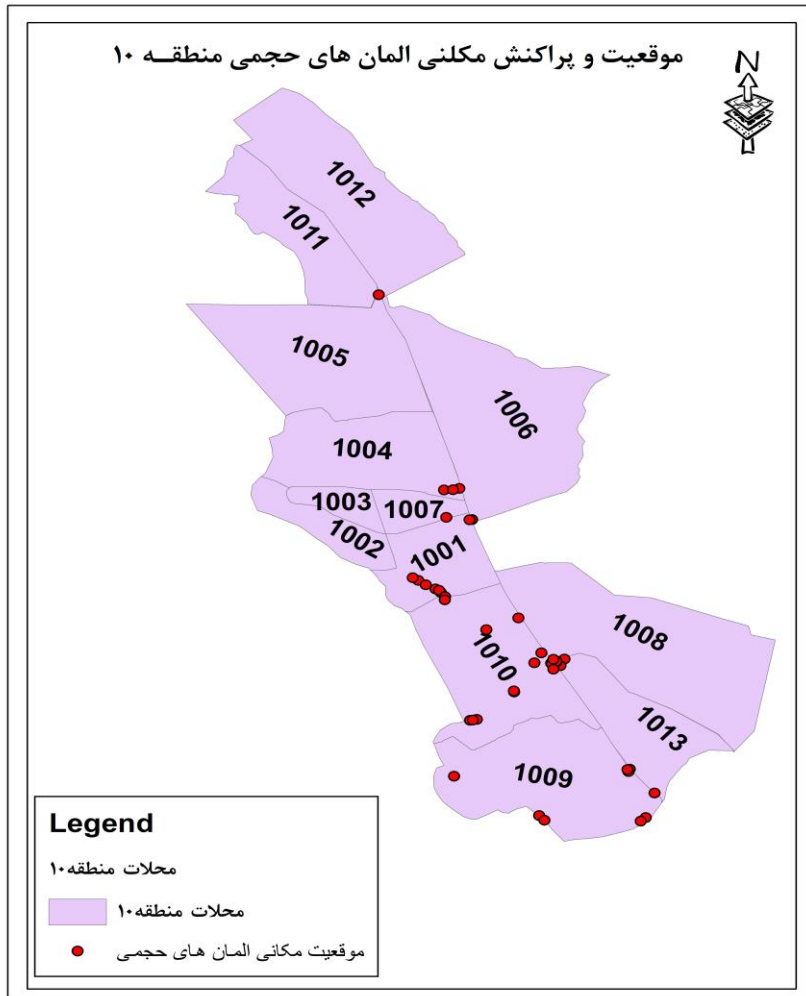 موقعیت و پراکنش مکلنی المان های حجمی منطقــه ۱۰
N
1012
1011
1005
1006
1004
1003
1007
1002
1001
1008
1010
1013
1009
Legend
محلات منطقه۱۰
محلات منطقه۱۰
موقعیت مکانی المان های حجمی